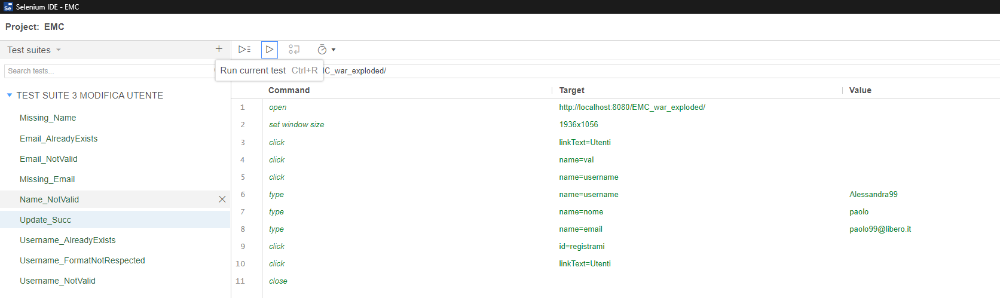 Se Selenium IDE - EMC
Project: EMC
Test suites
Search tests...
Run current test Ctrl+R
C_war_exploded/
Command Target Value
TEST SUITE 3 MODIFICA UTENTE
Missing_Name
Email_AlreadyExists
Email_NotValid
Missing_Email
Name_NotValid
Update_Succ
Username_AlreadyExists
Username_FormatNotRespected
Username_NotValid
1 open http://localhost:8080/EMC_war_exploded/
2 set window size 1936x1056
3 click linkText=Utenti
4 click name=val
5 click name=username
6 type name=username Alessandra99
7 type name=nome paolo
8 type name=email paolo99@libero.it
9 click id=registrami
10 click linkText=Utenti
11 close